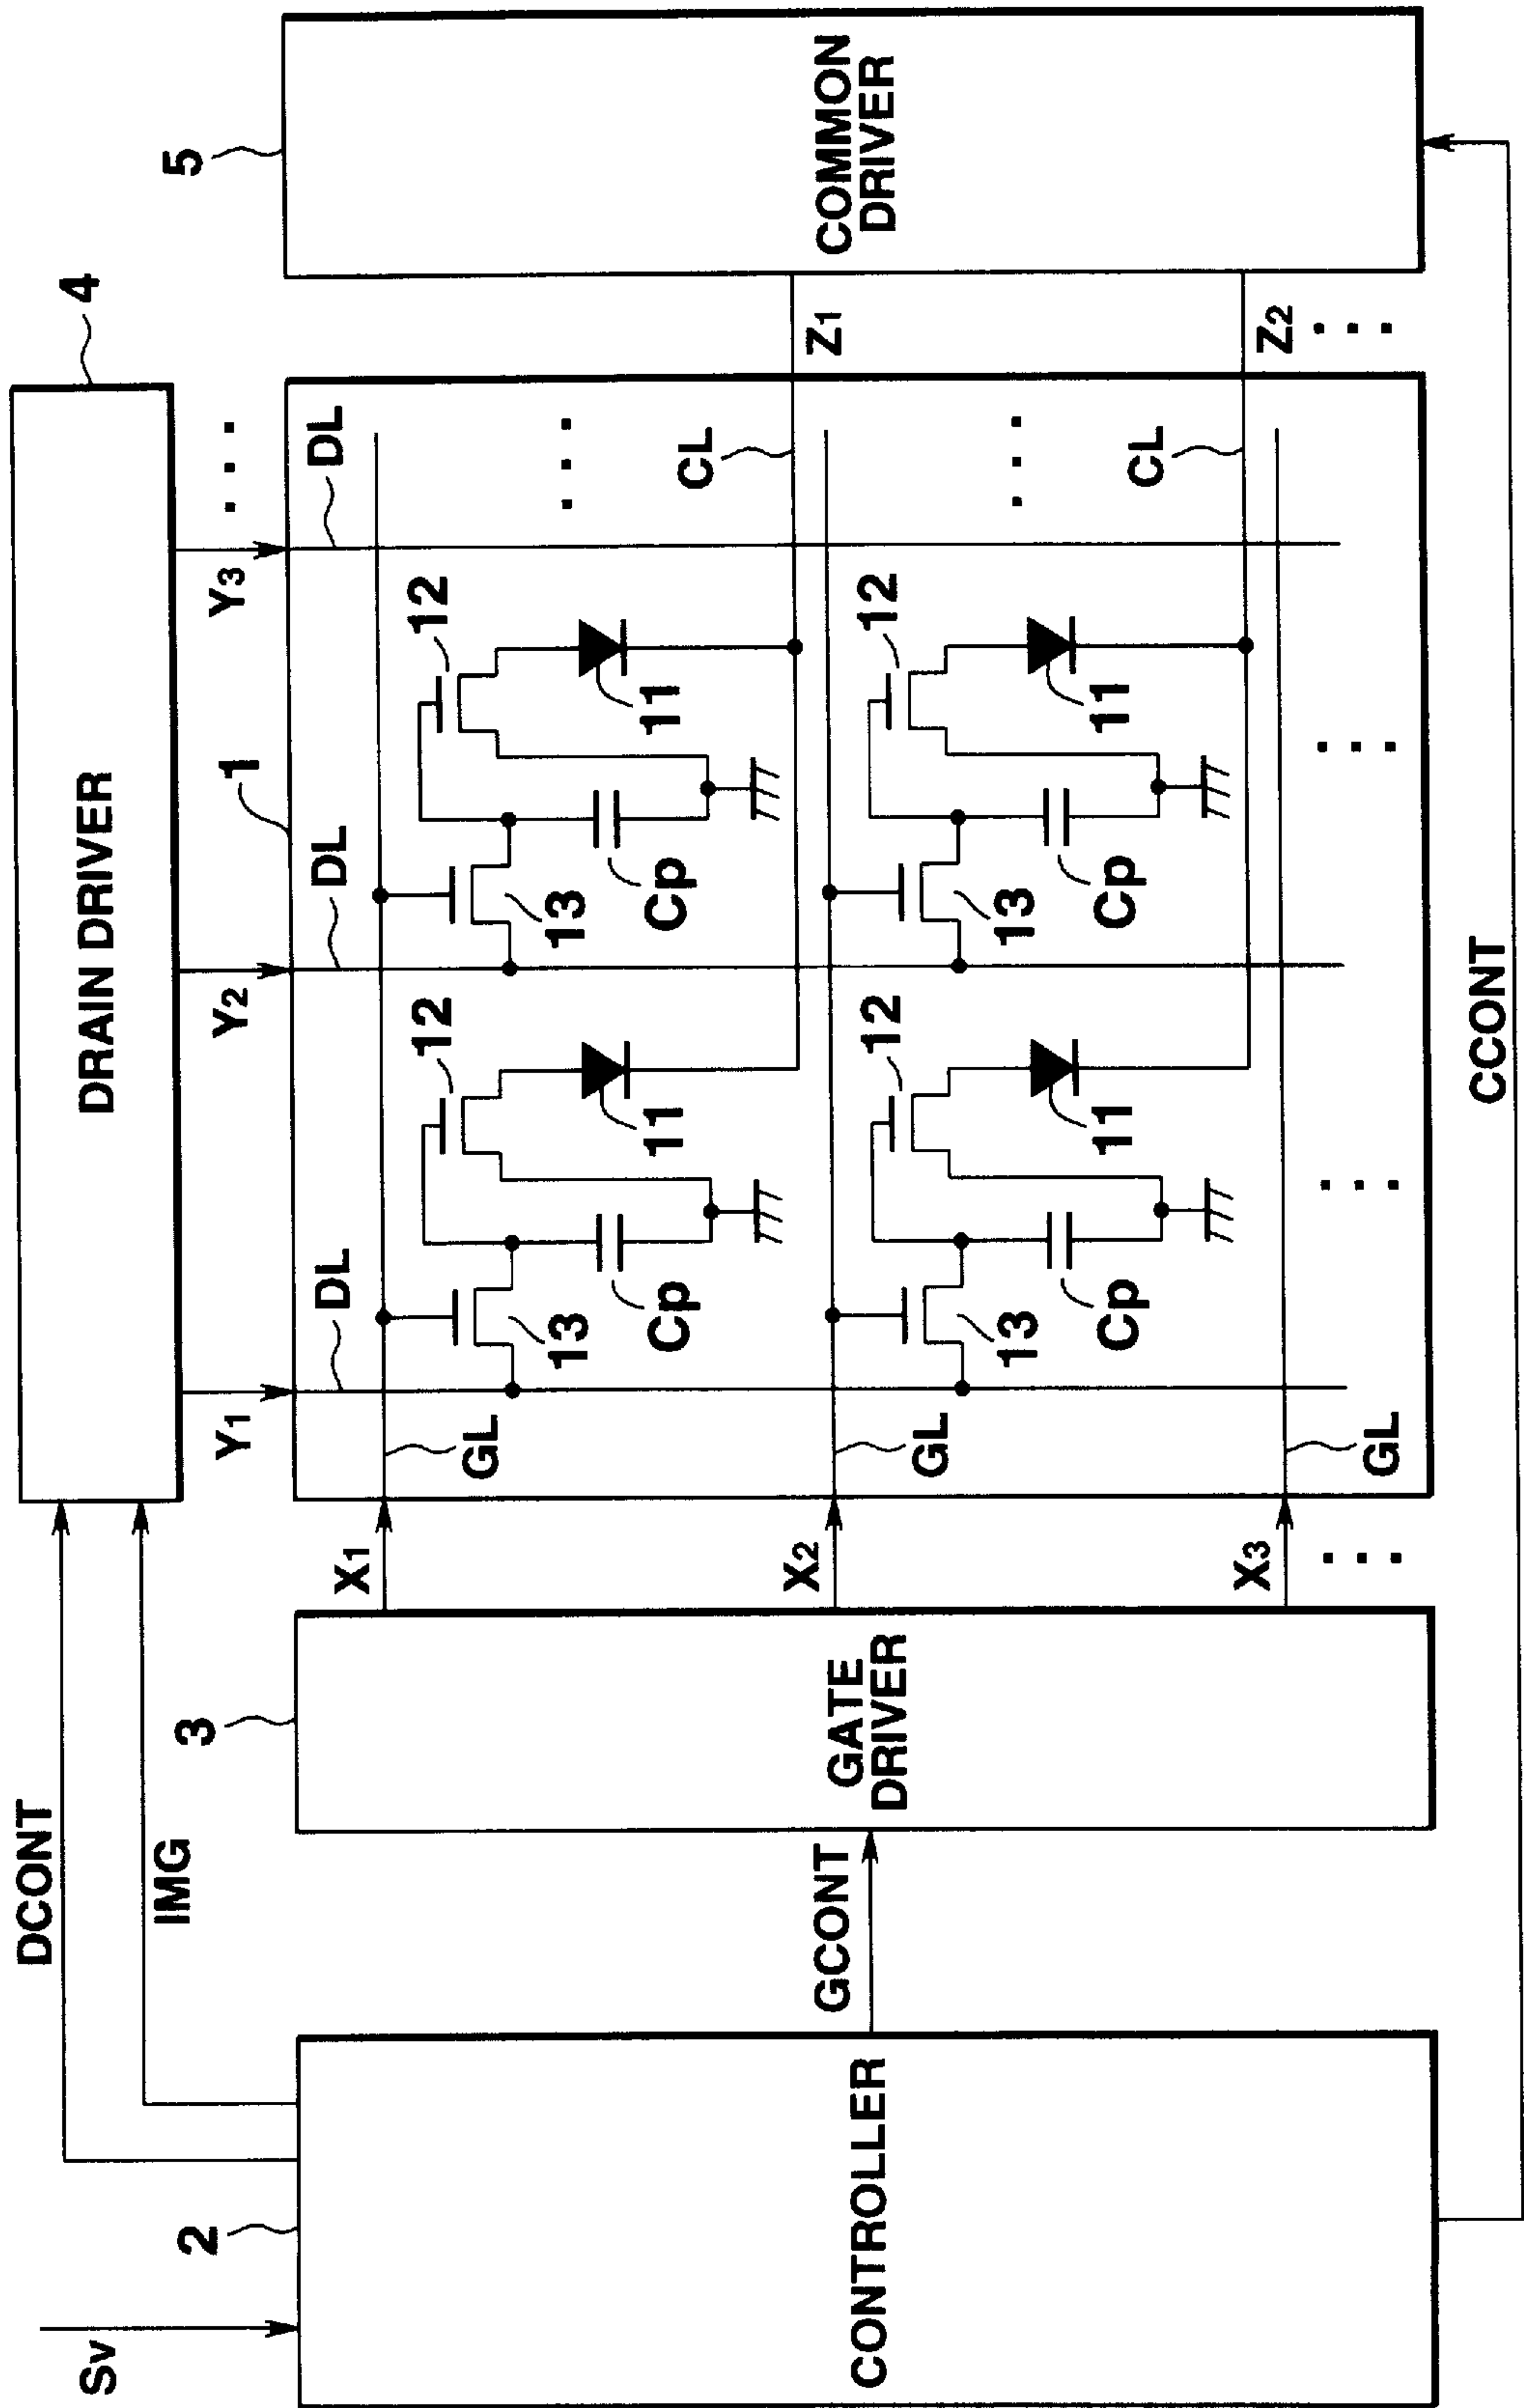 DRAIN DRIVER
4
DCONT
IMG
Sv
2
3
5
Y1
Y2
Y3
. . .
1
DL
DL
DL
X1
GL
13
12
13
12
Cp
11
Cp
11
. . .
CL
Z1
CONTROLLER
GCONT
GATE
DRIVER
COMMON
DRIVER
X2
GL
13
12
13
12
Cp
11
Cp
11
. . .
CL
Z2
X3
GL
. . .
. . .
. . .
. . .
CCONT